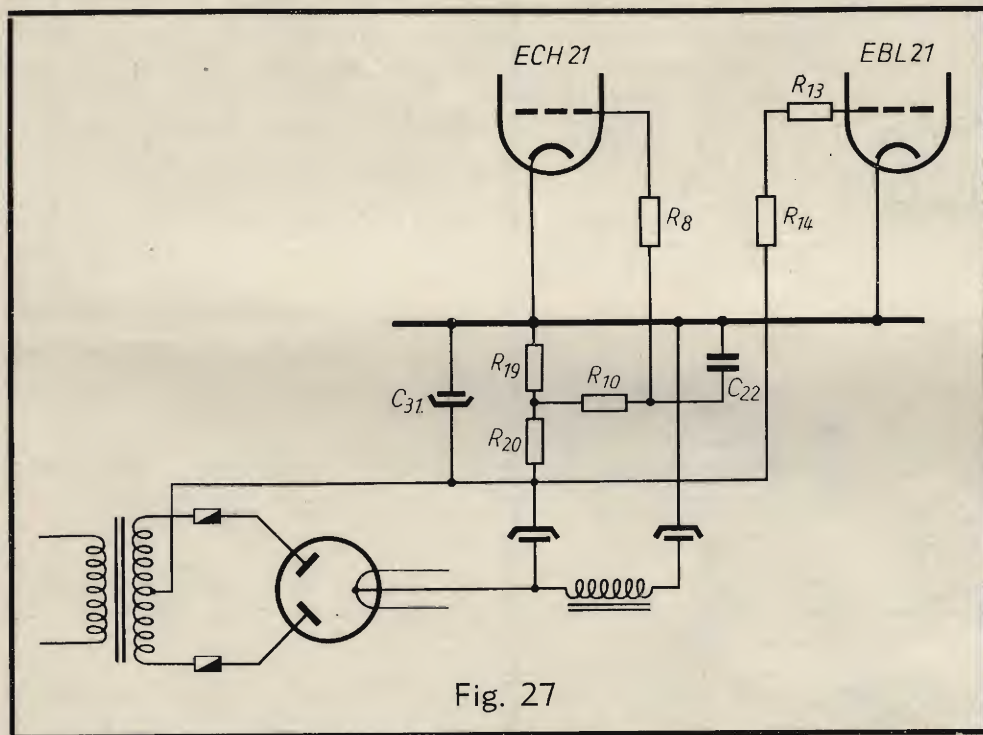 ECH 21
EBL 21
R13
R8
R14
R19
R10
C22
C31.
R20
Fig. 27